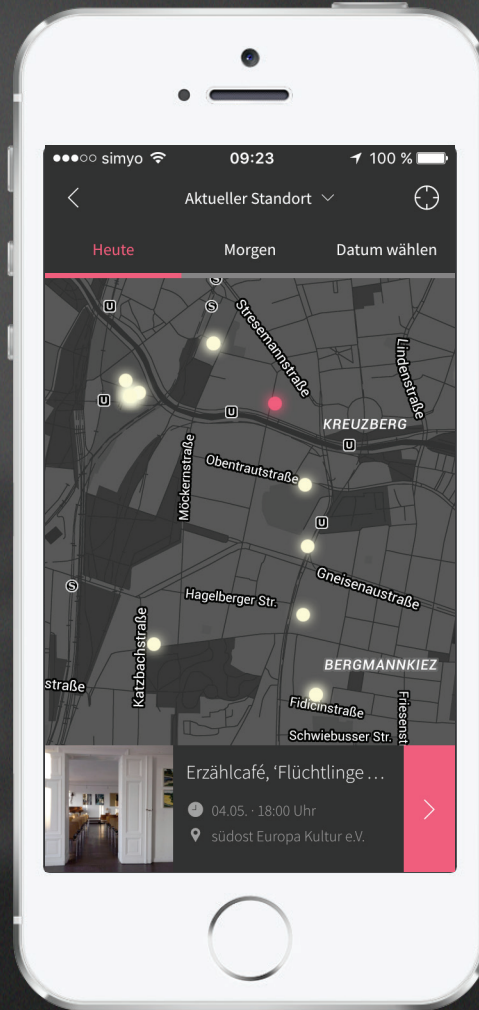 simyo 09:23 100 %
Aktueller Standort
Heute Morgen Datum wählen
S
U S
Stresemannstraße
Lindenstraße
U U
KREUZBERG
U
Möckernstraße
Obentrautstraße
U
S
Gneisenaustraße
Hagelberger Str.
Katzbachstraße
BERGMANNKIEZ
straße
Fidicinstraße
Friesenst
Schwiebusser Str.
Erzählcafé, ‘Flüchtlinge…
04.05. · 18:00 Uhr
südost Europa Kultur e.V.